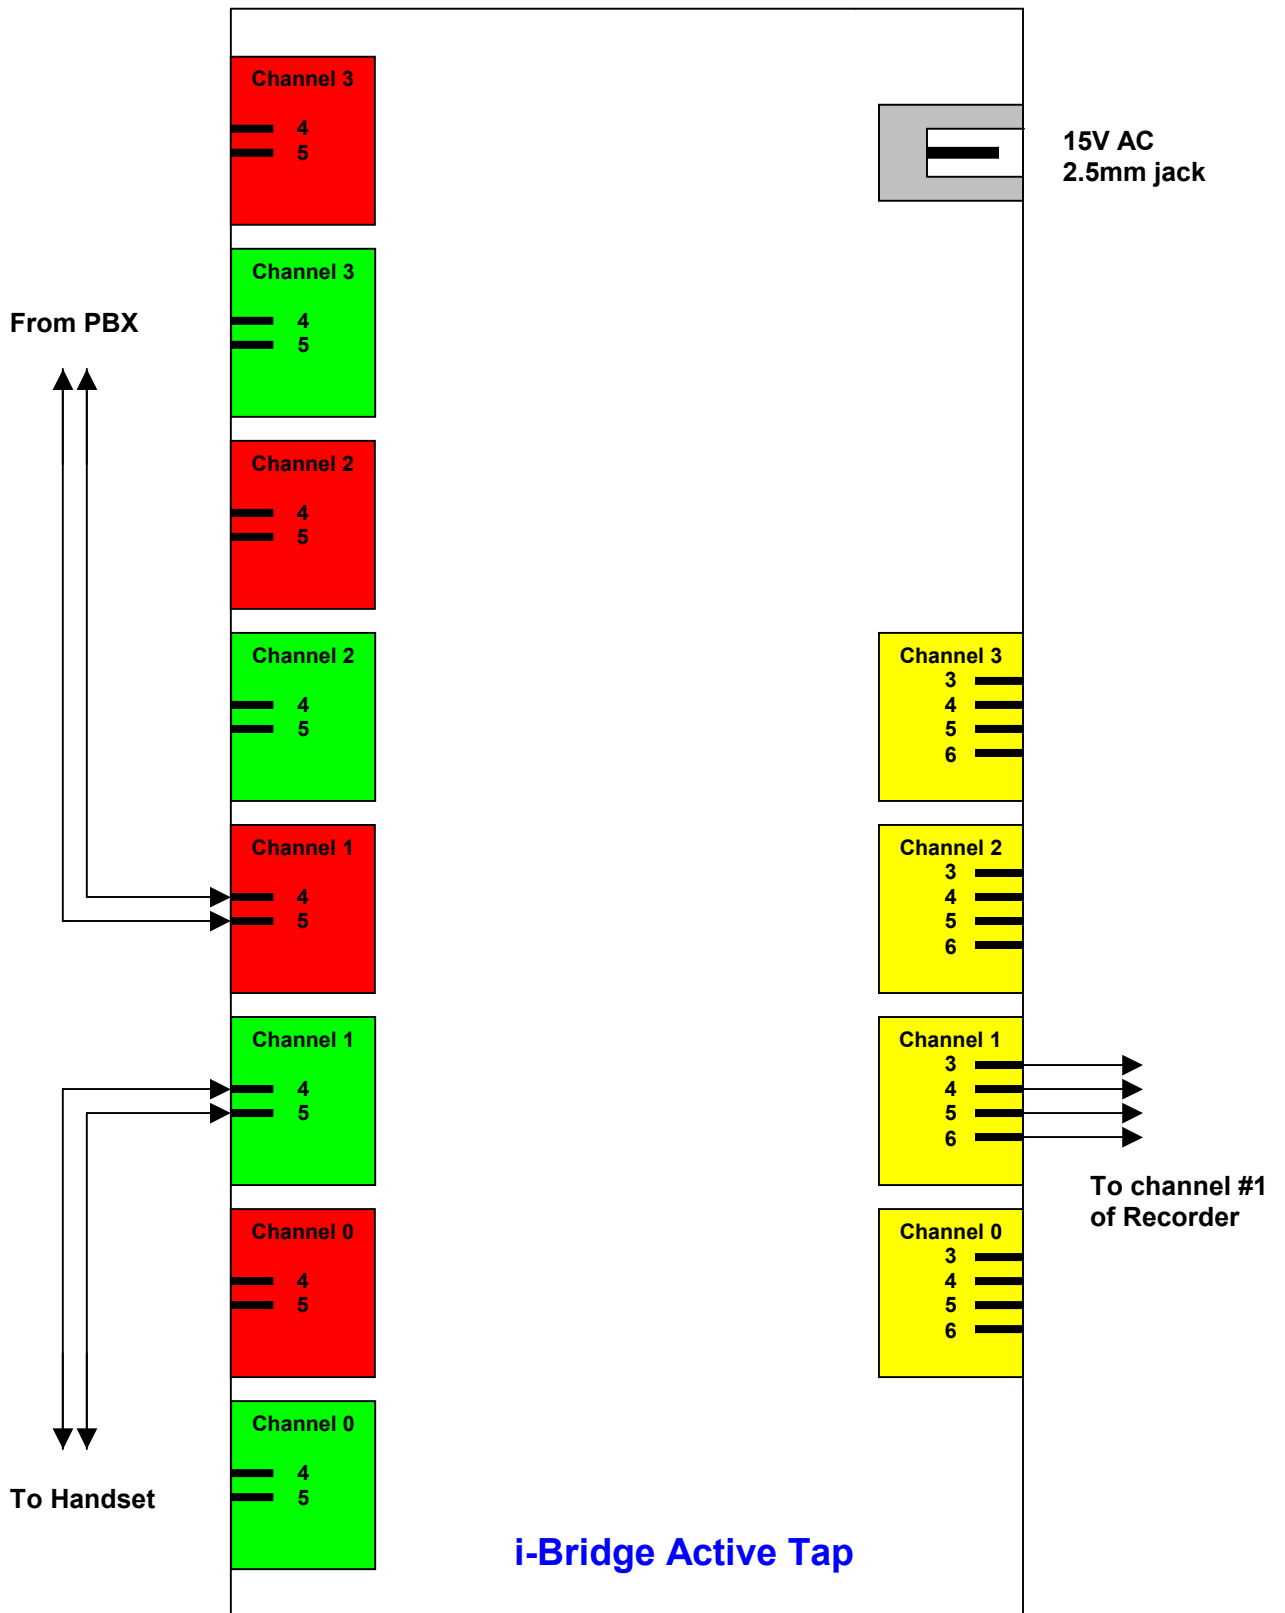 Channel 3
4
5
15V AC
2.5mm jack
Channel 3
4
5
From PBX
Channel 2
4
5
Channel 2
4
5
Channel 3
3
4
5
6
Channel 1
4
5
Channel 2
3
4
5
6
Channel 1
4
5
Channel 1
3
4
5
6
To channel #1
of Recorder
Channel 0
4
5
Channel 0
3
4
5
6
Channel 0
4
5
To Handset
i-Bridge Active Tap